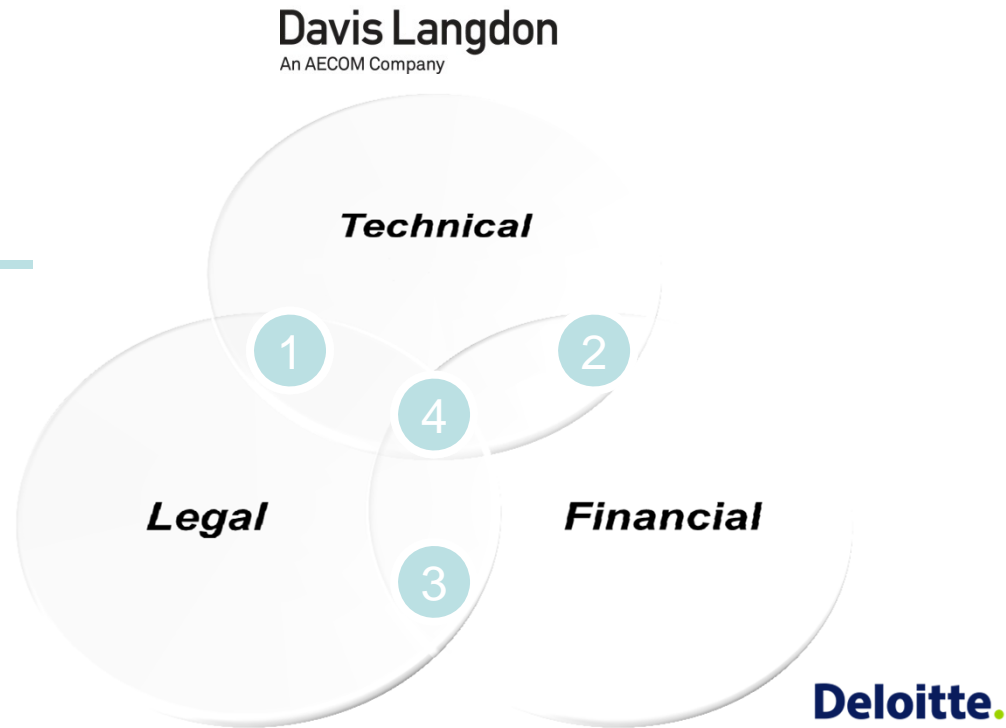 Davis Langdon
An AECOM Company
Technical
1
2
4
Legal
Financial
3
Deloitte.